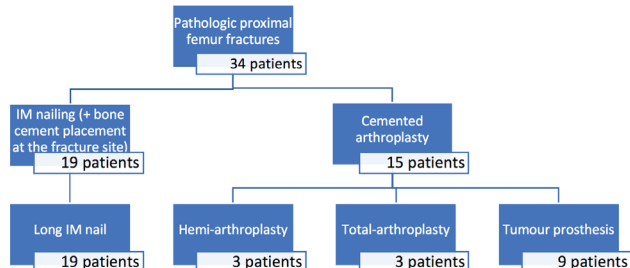 Pathologic proximal
femur fractures
34 patients
IM nailing (+ bone
cement placement
at the fracture site)
19 patients
Cemented
arthroplasty
15 patients
Long IM nail
19 patients
Hemi-arthroplasty
3 patients
Total-arthroplasty
3 patients
Tumour prosthesis
9 patients